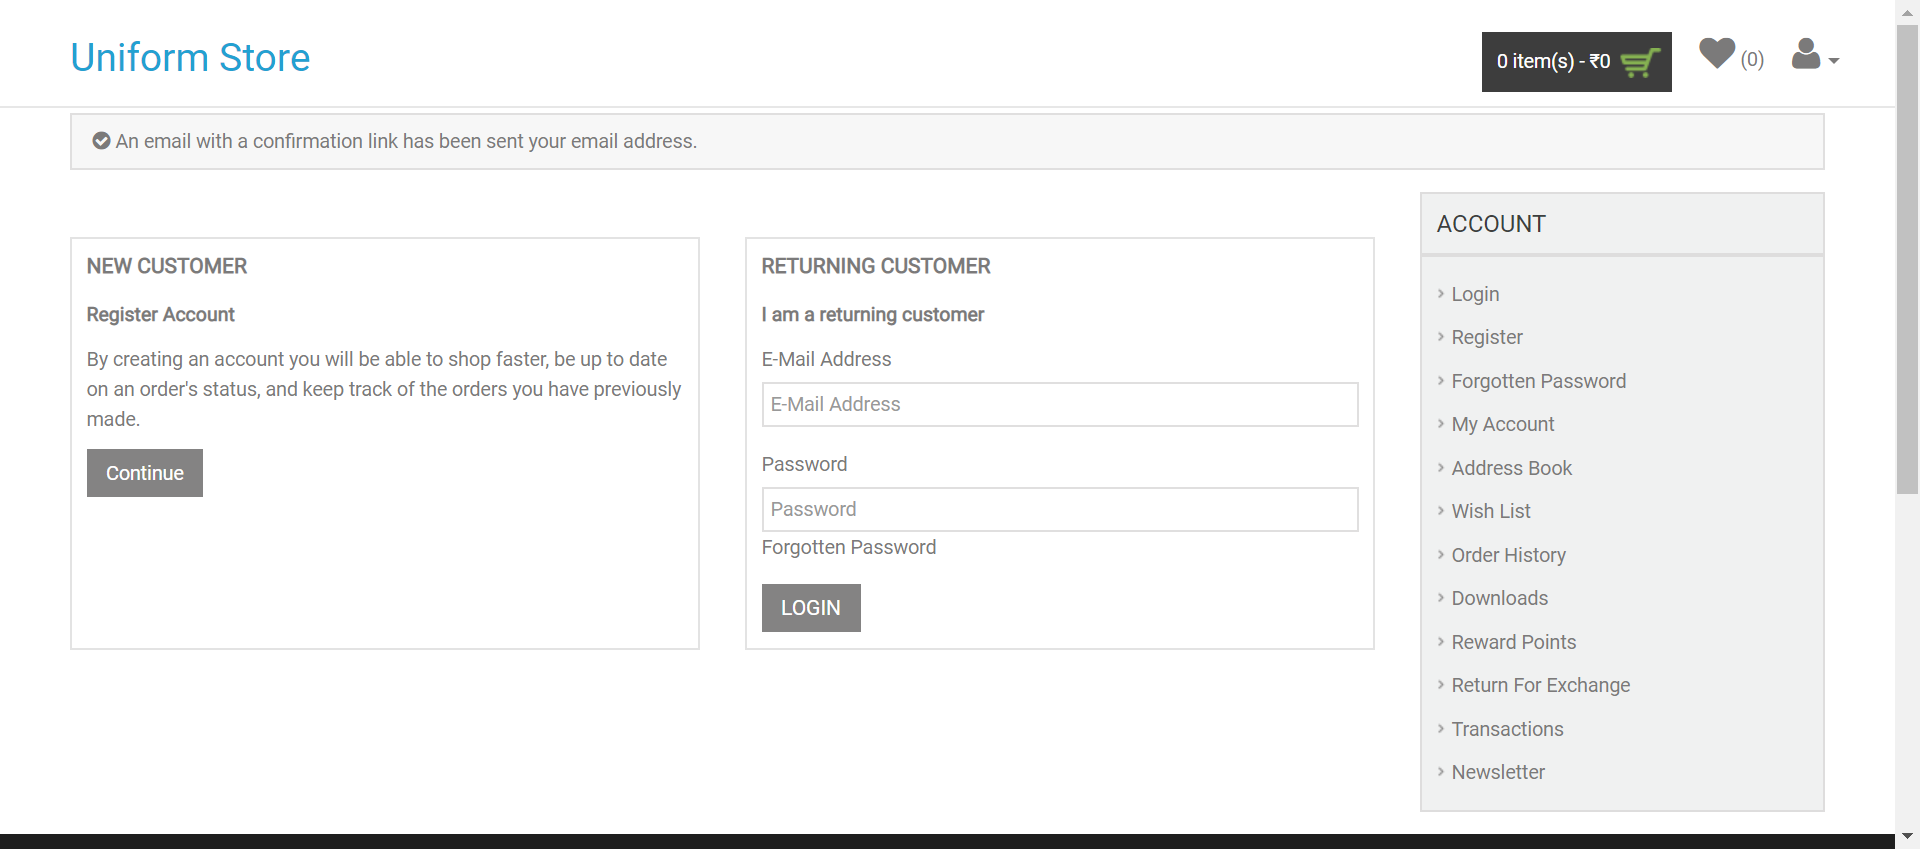 Uniform Store
0 item(s) - ₹0
(0)
An email with a confirmation link has been sent your email address.
NEW CUSTOMER
Register Account
By creating an account you will be able to shop faster, be up to date
on an order's status, and keep track of the orders you have previously
made.
Continue
RETURNING CUSTOMER
I am a returning customer
E-Mail Address
E-Mail Address
Password
Password
Forgotten Password
LOGIN
ACCOUNT
Login
Register
Forgotten Password
My Account
Address Book
Wish List
Order History
Downloads
Reward Points
Return For Exchange
Transactions
Newsletter